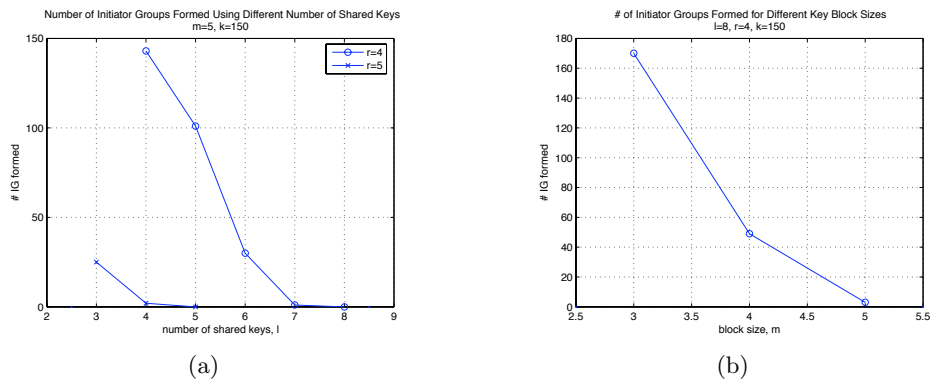 Number of Initiator Groups Formed Using Different Number of Shared Keys
m=5, k=150
150
100
50
0
# IG formed
r=4
r=5
2 3 4 5 6 7 8 9
number of shared keys, l
(a)
# of Initiator Groups Formed for Different Key Block Sizes
l=8, r=4, k=150
180
160
140
120
100
80
60
40
20
0
# IG formed
2.5 3 3.5 4 4.5 5 5.5
block size, m
(b)